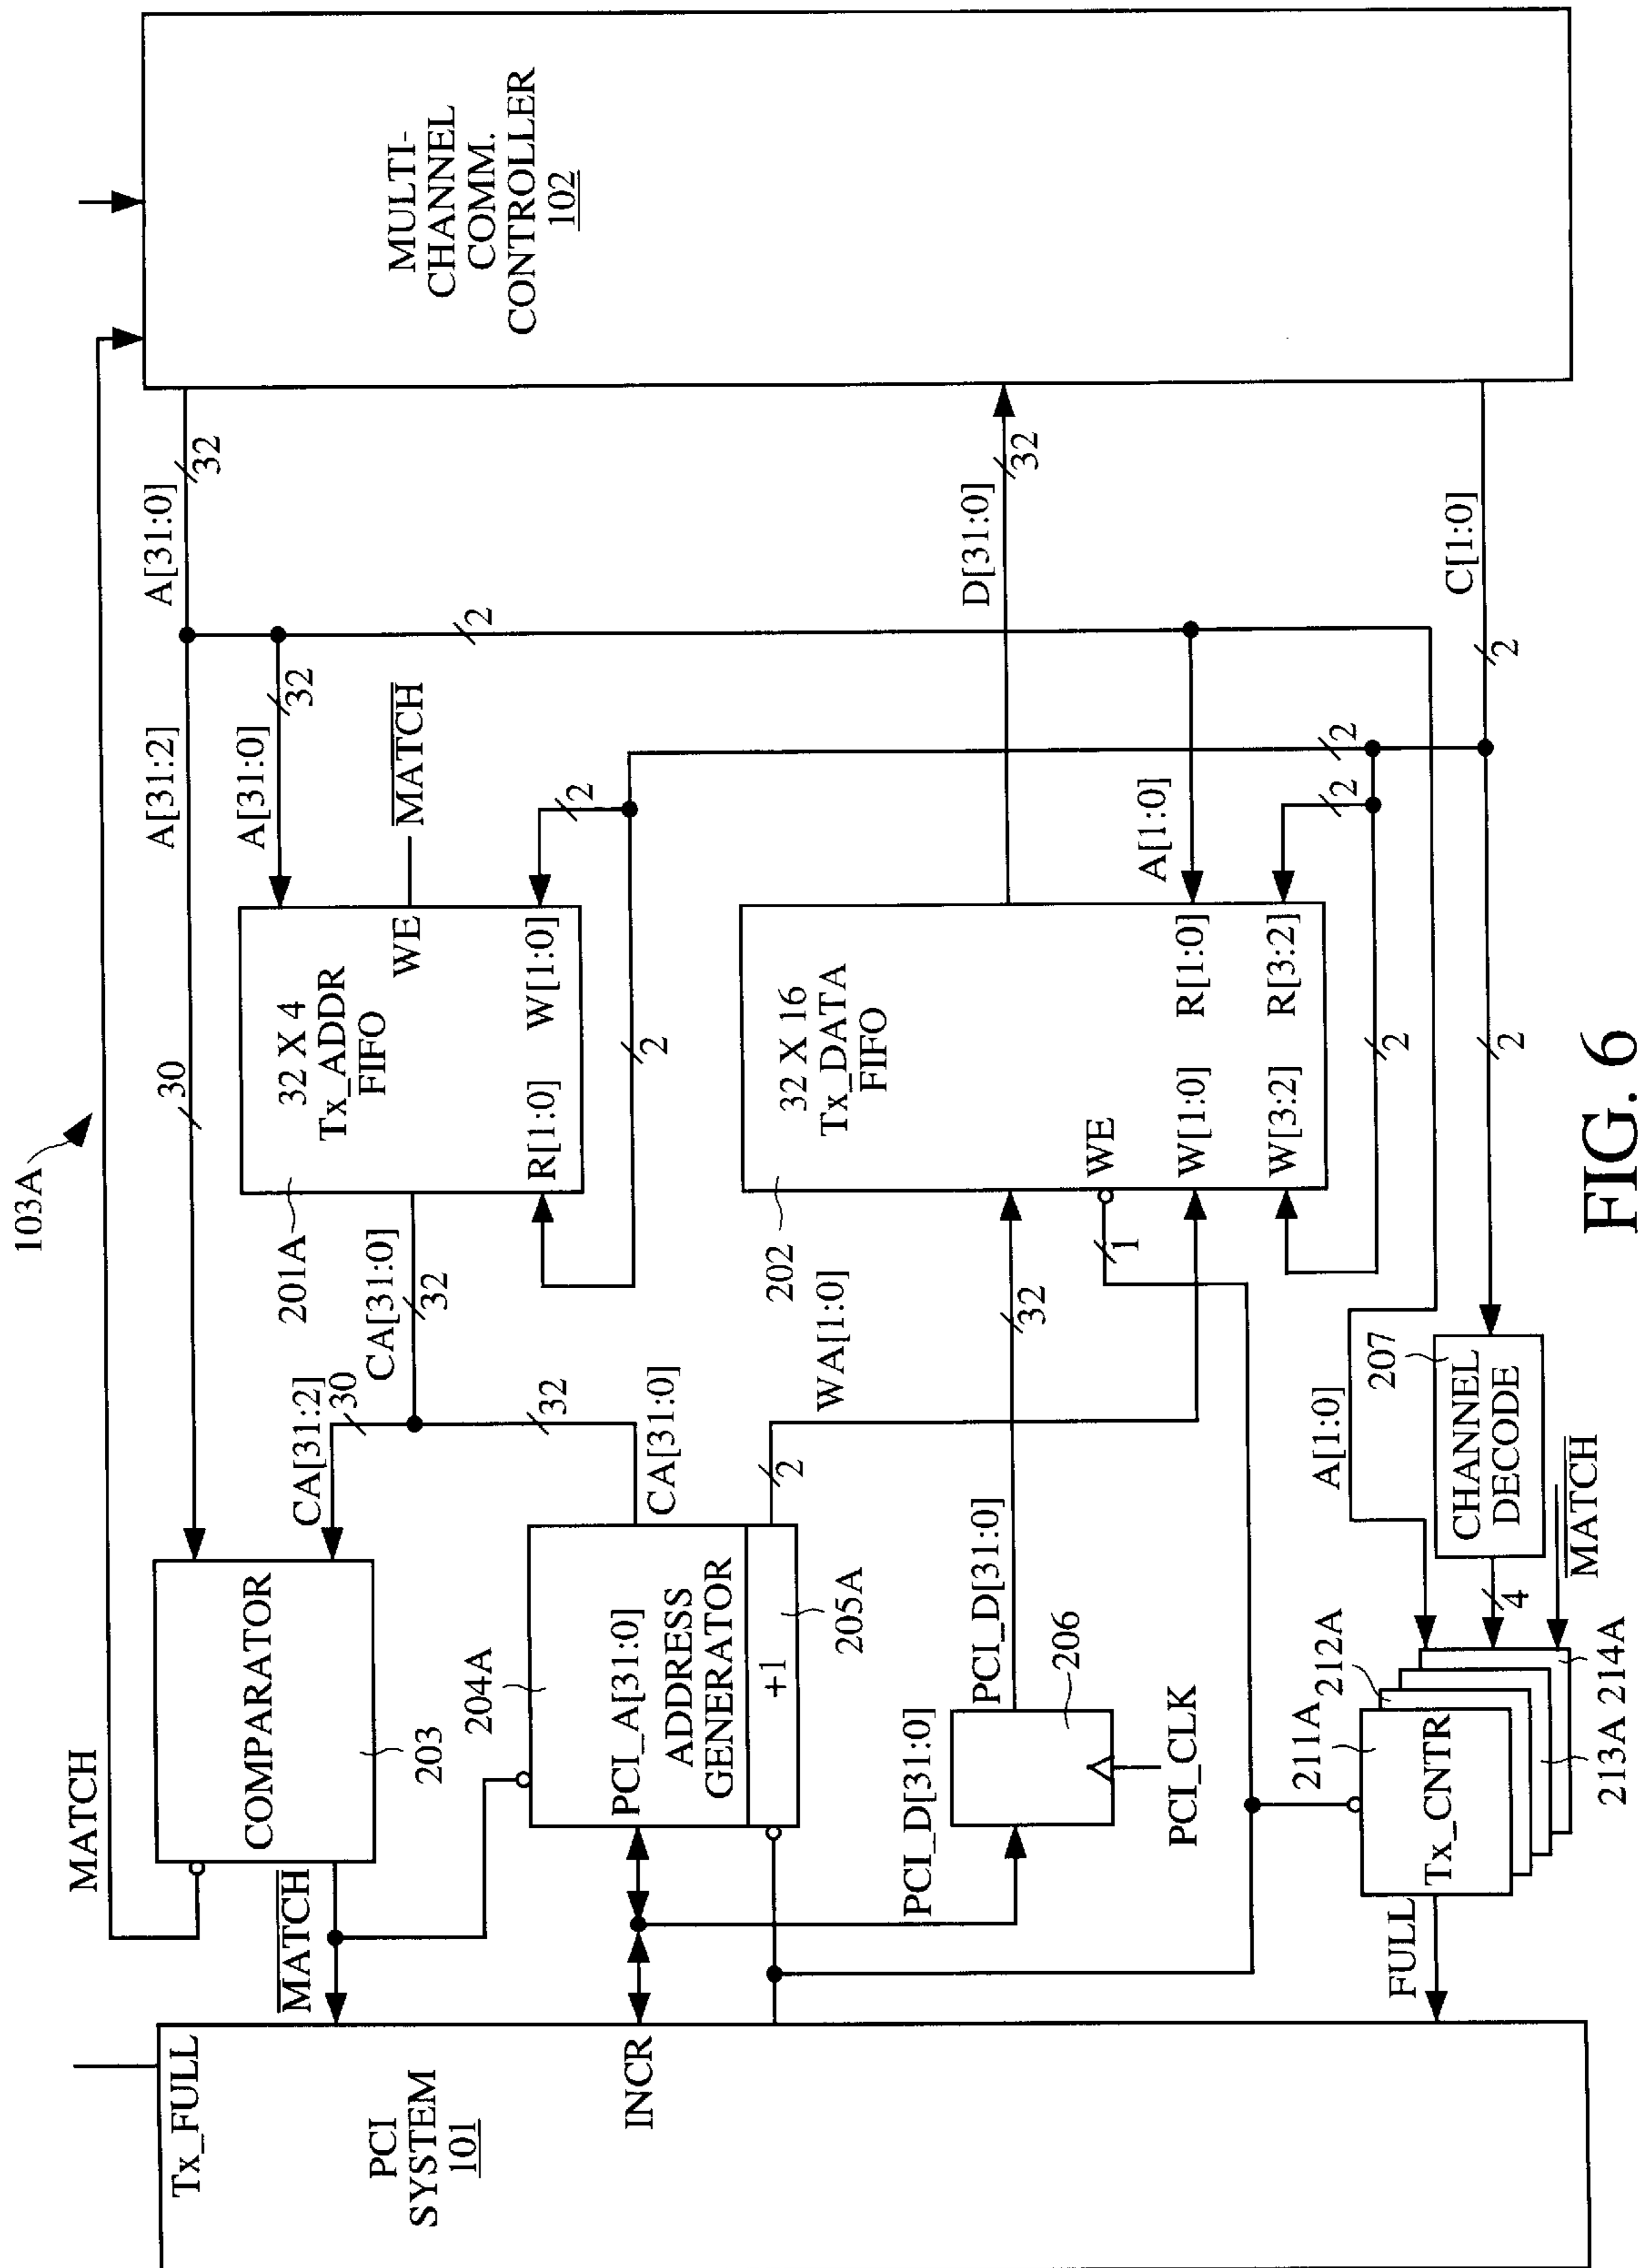 103A
MATCH
Tx_FULL
PCI
SYSTEM
101
MATCH
INCR
FULL
COMPARATOR
203
A[31:2]
30
CA[31:2]
30
204A
PCI_A[31:0]
ADDRESS
GENERATOR
+1
205A
CA[31:0]
32
CA[31:0]
32
2
WA[1:0]
PCI_D[31:0]
206
PCI_CLK
PCI_D[31:0]
32
201A
32 X 4
Tx_ADDR
FIFO
WE
R[1:0]
W[1:0]
MATCH
A[31:0]
32
2
2
202
32 X 16
Tx_DATA
FIFO
WE
1
W[1:0]
R[1:0]
W[3:2]
R[3:2]
A[1:0]
2
2
2
A[31:0]
32
2
D[31:0]
32
C[1:0]
2
2
MULTI-
CHANNEL
COMM.
CONTROLLER
102
211A
212A
Tx_CNTR
213A
214A
A[1:0]
207
CHANNEL
DECODE
4
MATCH
FIG. 6